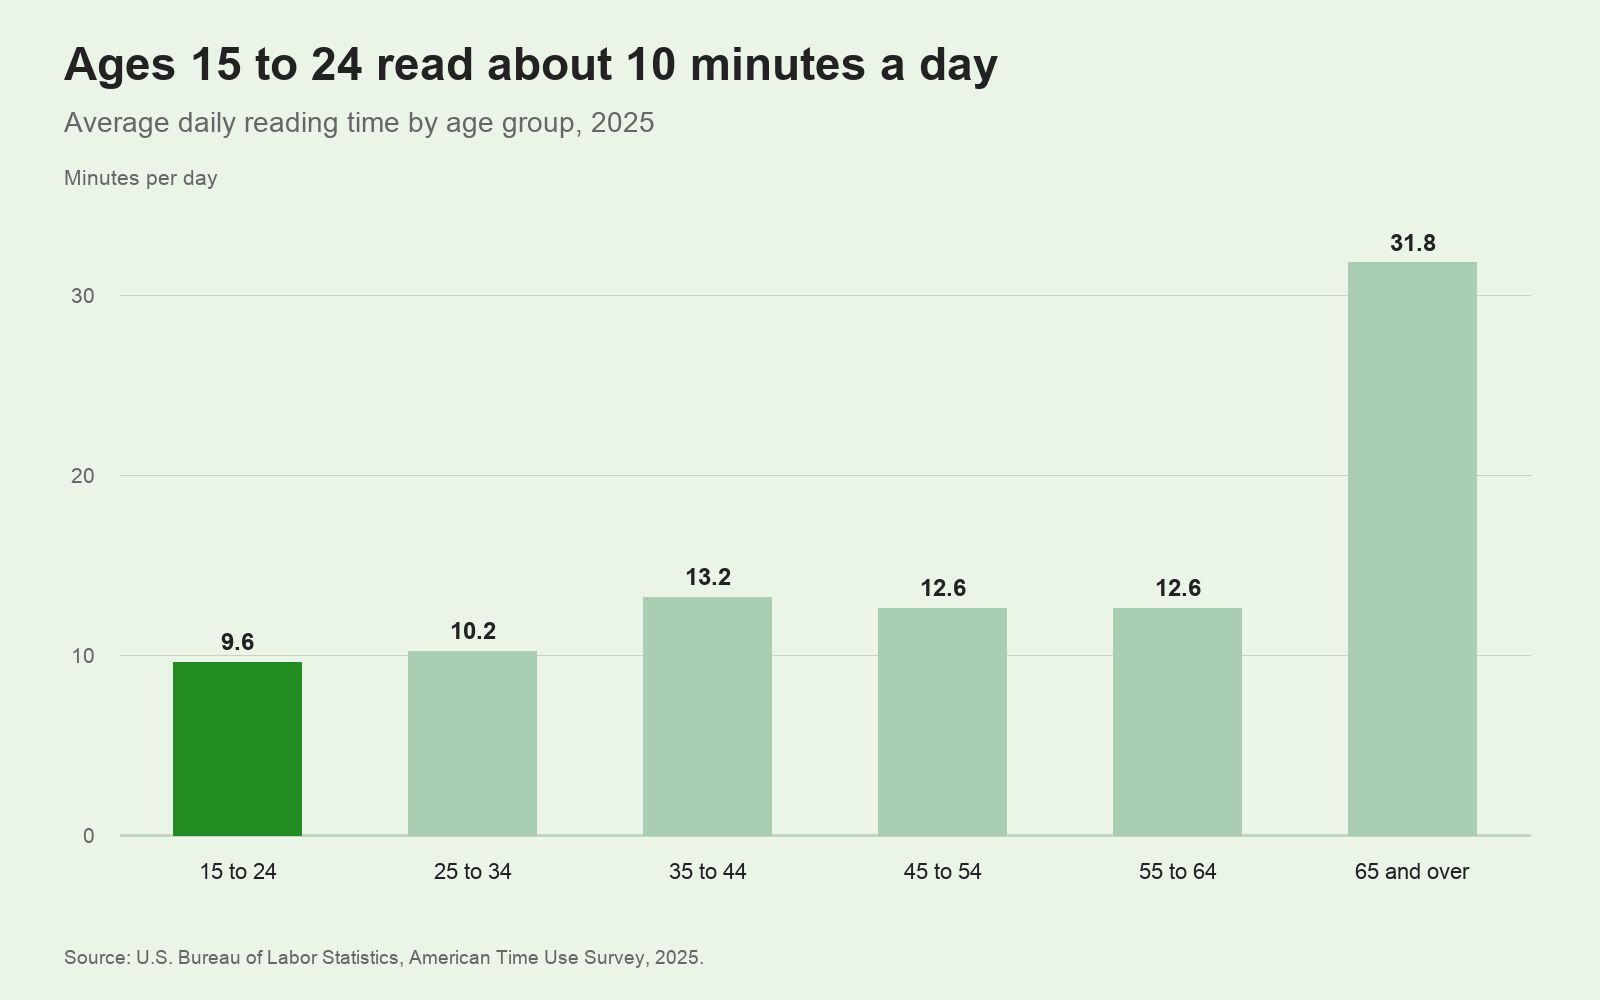 Ages 15 to 24 read about 10 minutes a day
Average daily reading time by age group, 2025
Minutes per day
31.8
30
20
13.2
12.6
12.6
10.2
9.6
10
0
15 to 24
25 to 34
35 to 44
45 to 54
55 to 64
65 and over
Source: U.S. Bureau of Labor Statistics, American Time Use Survey, 2025.